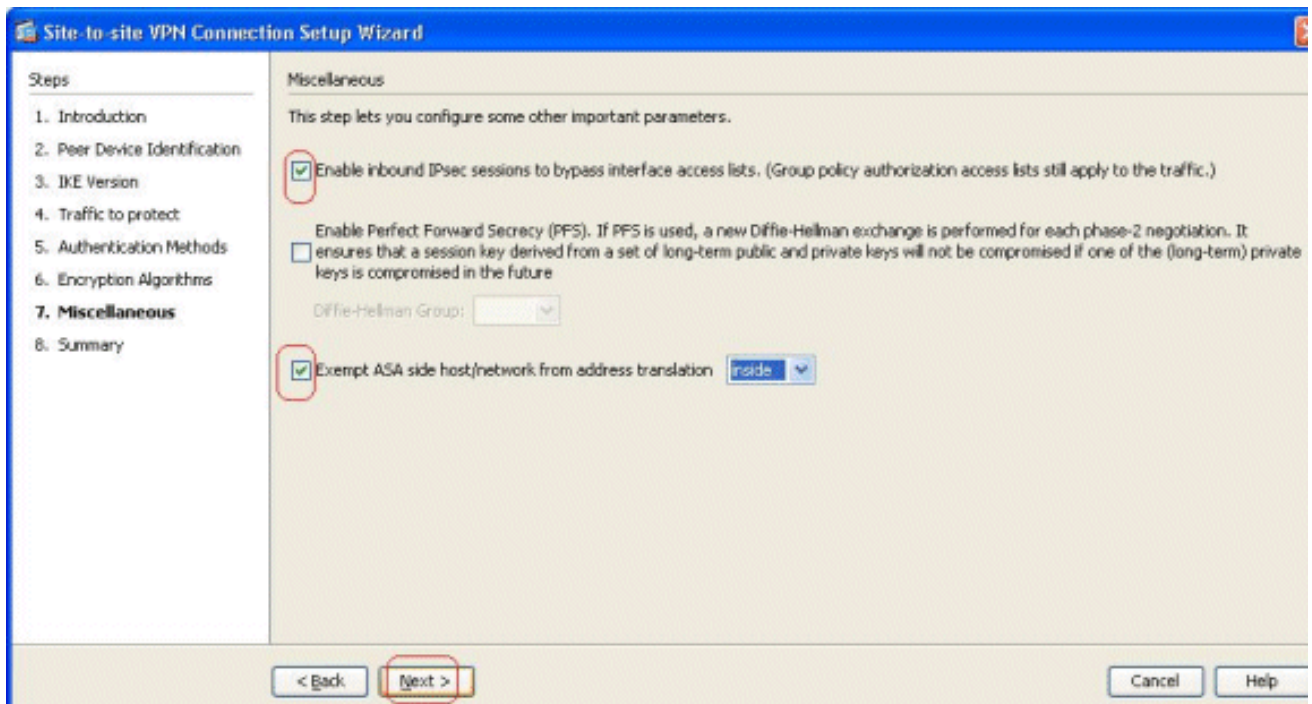 Site-to-site VPN Connection Setup Wizard
Steps
1. Introduction
2. Peer Device Identification
3. IKE Version
4. Traffic to protect
5. Authentication Methods
6. Encryption Algorithms
7. Miscellaneous
8. Summary
Miscellaneous
This step lets you configure some other important parameters.
Enable inbound IPsec sessions to bypass interface access lists. (Group policy authorization access lists still apply to the traffic.)
Enable Perfect Forward Secrecy (PFS). If PFS is used, a new Diffie-Hellman exchange is performed for each phase-2 negotiation. It
ensures that a session key derived from a set of long-term public and private keys will not be compromised if one of the (long-term) private
keys is compromised in the future
Diffie-Hellman Group:
Exempt ASA side host/network from address translation inside
< Back Next > Cancel Help